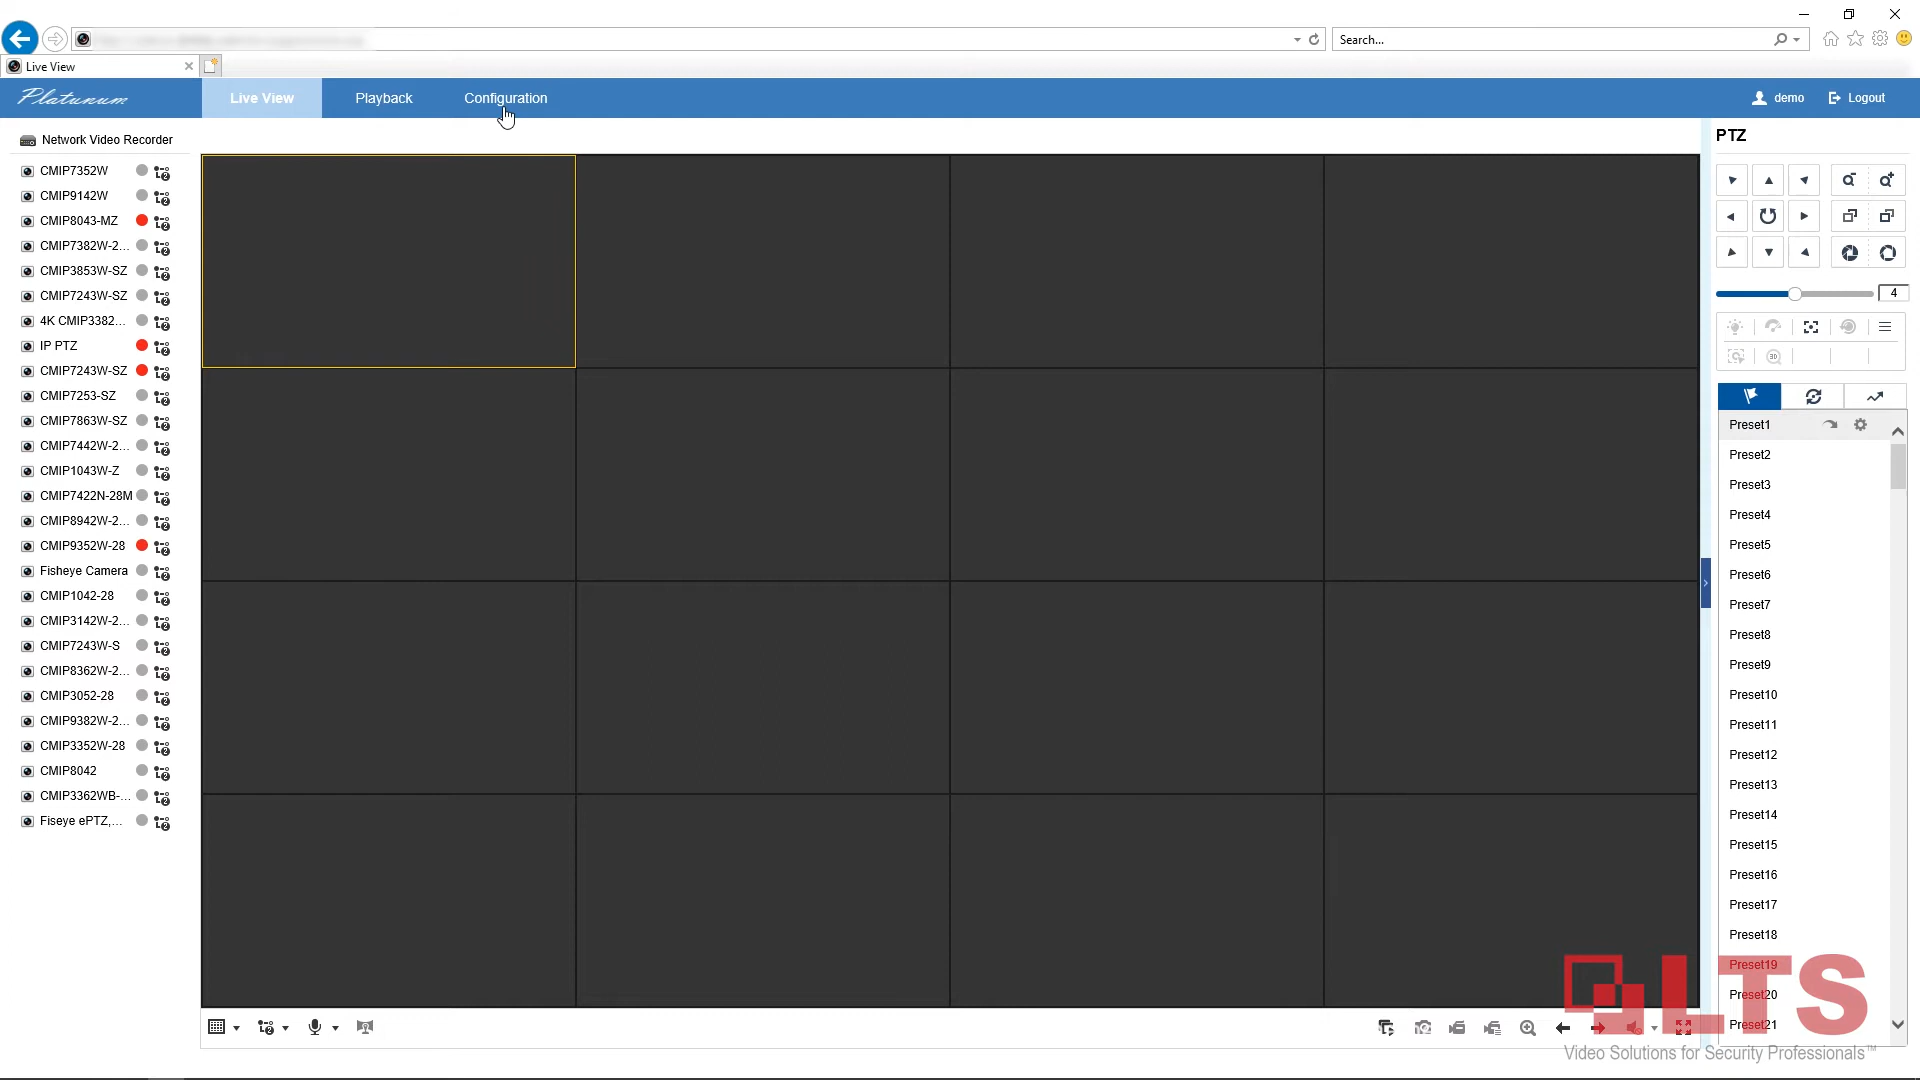 Search...
Live View
Platunum
Live View
Playback
Configuration
demo
Logout
Network Video Recorder
CMIP7352W
CMIP9142W
CMIP8043-MZ
CMIP7382W-2...
CMIP3853W-SZ
CMIP7243W-SZ
4K CMIP3382...
IP PTZ
CMIP7243W-SZ
CMIP7253-SZ
CMIP7863W-SZ
CMIP7442W-2...
CMIP1043W-Z
CMIP7422N-28M
CMIP8942W-2...
CMIP9352W-28
Fisheye Camera
CMIP1042-28
CMIP3142W-2...
CMIP7243W-S
CMIP8362W-2...
CMIP3052-28
CMIP9382W-2...
CMIP3352W-28
CMIP8042
CMIP3362WB-...
Fiseye ePTZ,...
PTZ
4
3D
Preset1
Preset2
Preset3
Preset4
Preset5
Preset6
Preset7
Preset8
Preset9
Preset10
Preset11
Preset12
Preset13
Preset14
Preset15
Preset16
Preset17
Preset18
Preset19
Preset20
Preset21
LTS
Video Solutions for Security Professionals™